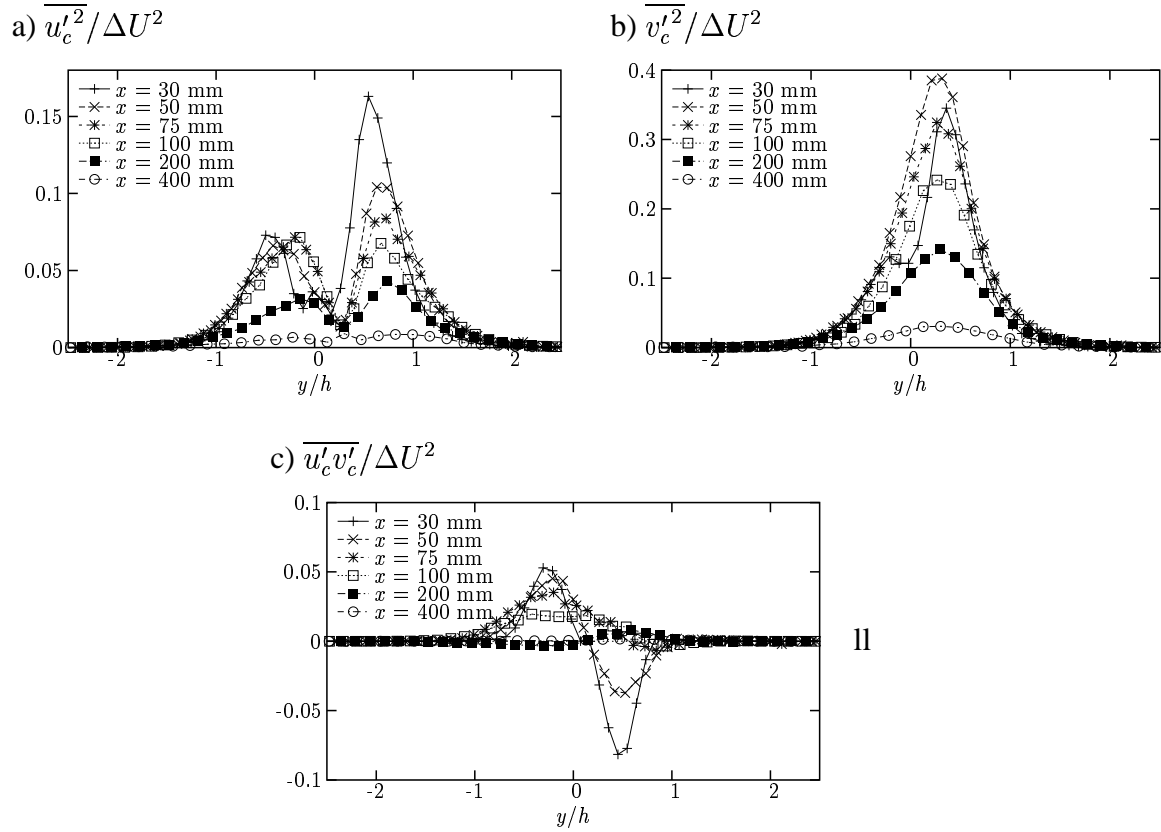 a) $\overline{u_c'^2}/\Delta U^2$
0.15
0.1
0.05
0
-2
-1
0
1
2
y/h
x = 30 mm
x = 50 mm
x = 75 mm
x = 100 mm
x = 200 mm
x = 400 mm
b) $\overline{v_c'^2}/\Delta U^2$
0.4
0.3
0.2
0.1
0
-2
-1
0
1
2
y/h
x = 30 mm
x = 50 mm
x = 75 mm
x = 100 mm
x = 200 mm
x = 400 mm
c) $\overline{u_c'v_c'}/\Delta U^2$
0.1
0.05
0
-0.05
-0.1
-2
-1
0
1
2
y/h
x = 30 mm
x = 50 mm
x = 75 mm
x = 100 mm
x = 200 mm
x = 400 mm
ll